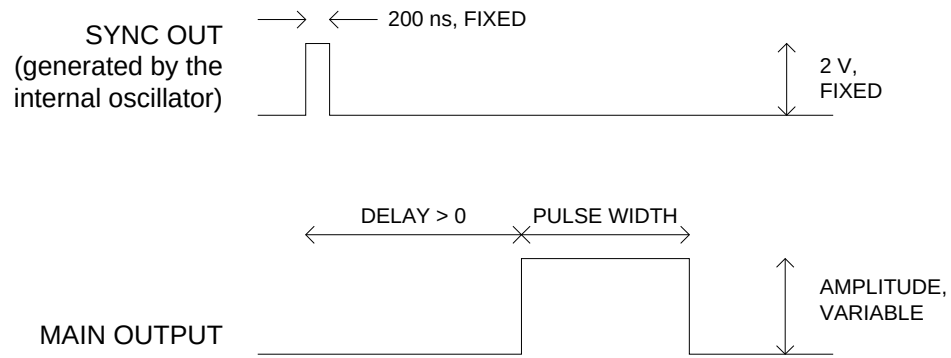 200 ns, FIXED
SYNC OUT
(generated by the
internal oscillator)
2 V,
FIXED
DELAY > 0
PULSE WIDTH
AMPLITUDE,
VARIABLE
MAIN OUTPUT